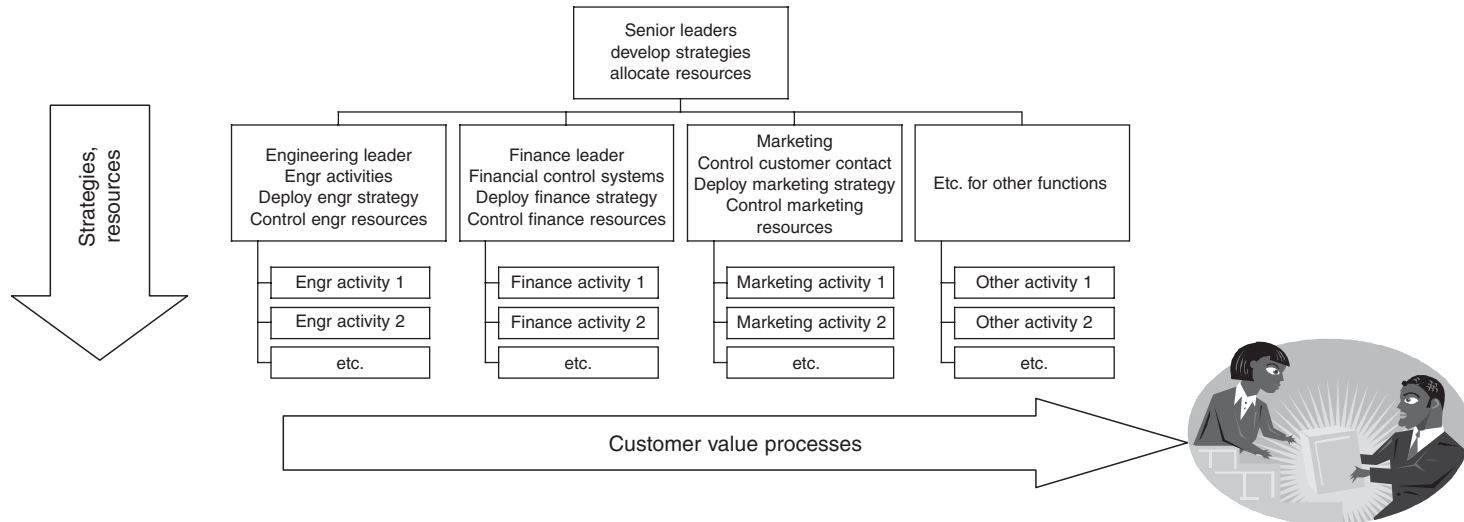 Senior leaders
develop strategies
allocate resources
Strategies,
resources
Engineering leader
Engr activities
Deploy engr strategy
Control engr resources
Finance leader
Financial control systems
Deploy finance strategy
Control finance resources
Marketing
Control customer contact
Deploy marketing strategy
Control marketing
resources
Etc. for other functions
Engr activity 1
Finance activity 1
Marketing activity 1
Other activity 1
Engr activity 2
Finance activity 2
Marketing activity 2
Other activity 2
etc.
etc.
etc.
etc.
Customer value processes